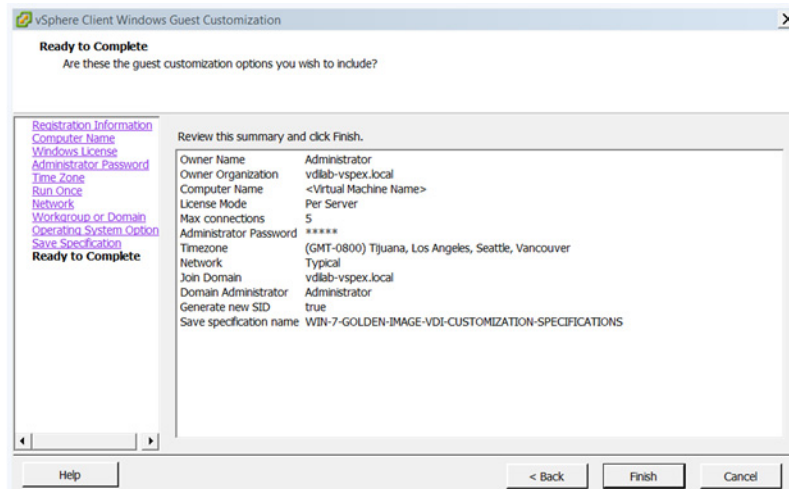 vSphere Client Windows Guest Customization
Ready to Complete
Are these the guest customization options you wish to include?
Registration Information
Computer Name
Windows License
Administrator Password
Time Zone
Run Once
Network
Workgroup or Domain
Operating System Option
Save Specification
Ready to Complete
Review this summary and click Finish.
Owner Name Administrator
Owner Organization vdilab-vspex.local
Computer Name <Virtual Machine Name>
License Mode Per Server
Max connections 5
Administrator Password *****
Timezone (GMT-0800) Tijuana, Los Angeles, Seattle, Vancouver
Network Typical
Join Domain vdilab-vspex.local
Domain Administrator Administrator
Generate new SID true
Save specification name WIN-7-GOLDEN-IMAGE-VDI-CUSTOMIZATION-SPECIFICATIONS
Help < Back Finish Cancel